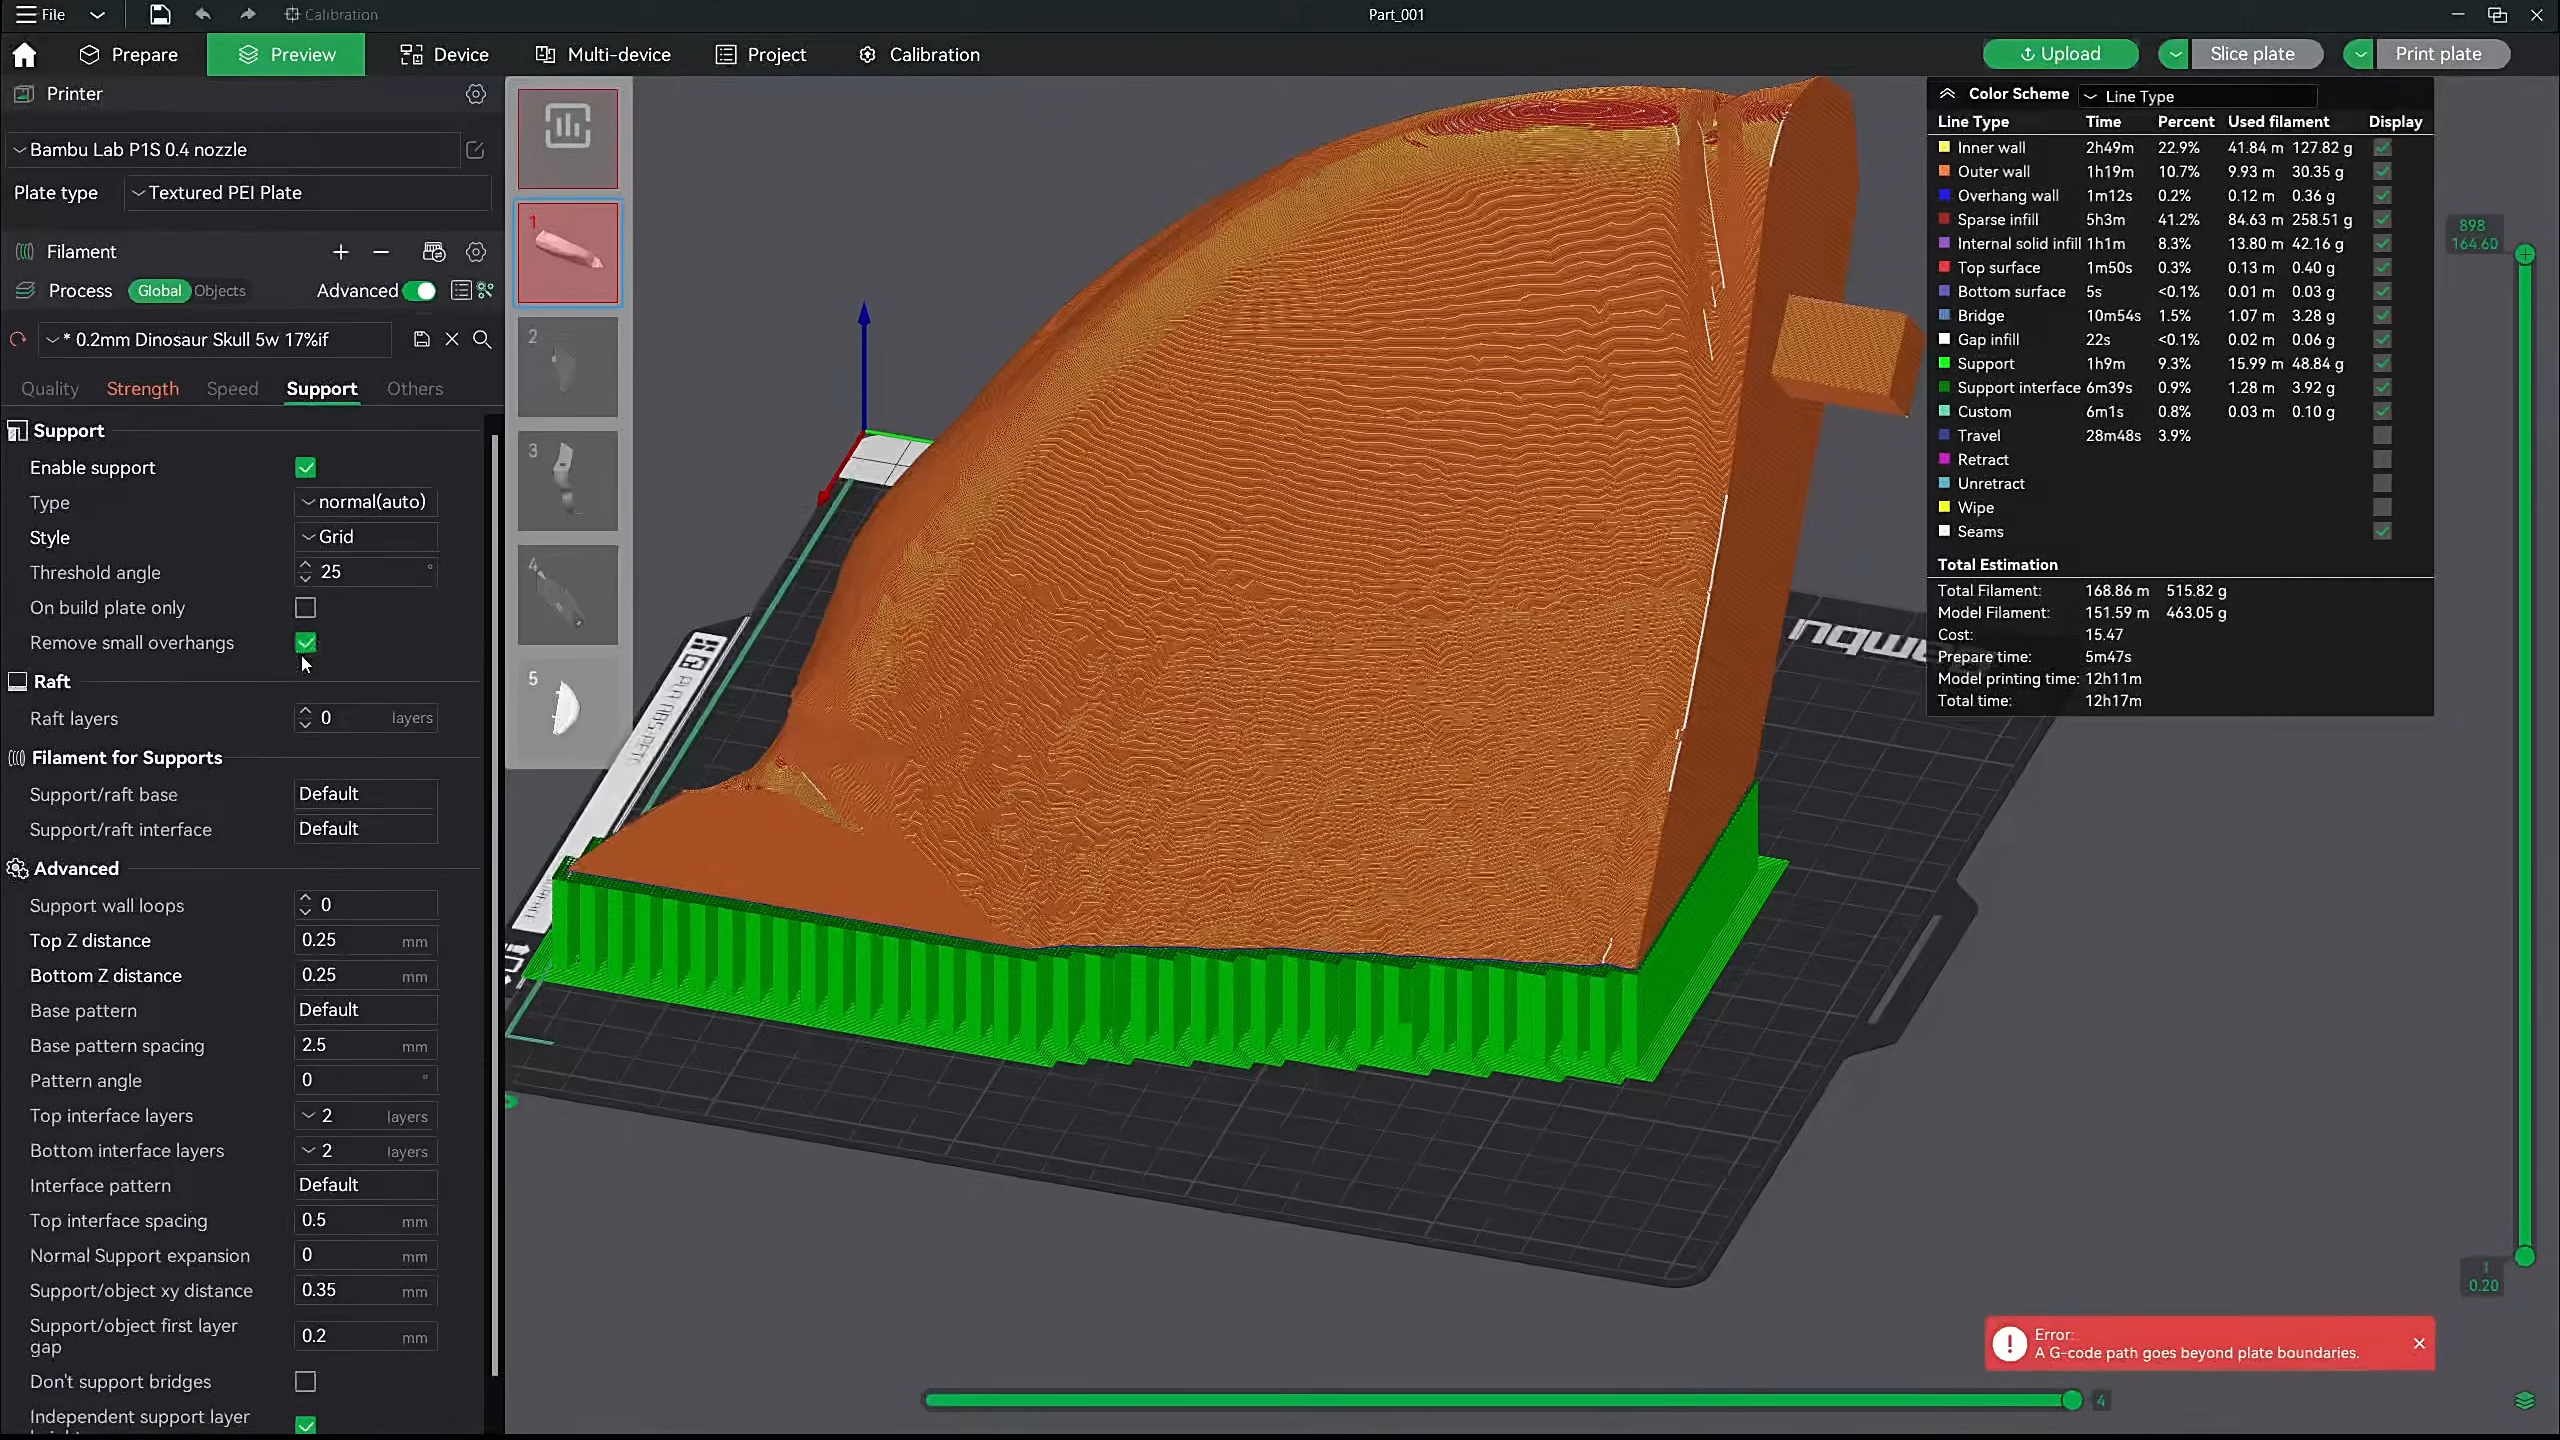 File
Calibration
Part_001
Prepare
Preview
Device
Multi-device
Project
Calibration
Upload
Slice plate
Print plate
Printer
Bambu Lab P1S 0.4 nozzle
Plate type
Textured PEI Plate
Filament
Process
Global
Objects
Advanced
* 0.2mm Dinosaur Skull 5w 17%if
Quality
Strength
Speed
Support
Others
Support
Enable support
Type
normal(auto)
Style
Grid
Threshold angle
25
°
On build plate only
Remove small overhangs
Raft
Raft layers
0
layers
Filament for Supports
Support/raft base
Default
Support/raft interface
Default
Advanced
Support wall loops
0
Top Z distance
0.25
mm
Bottom Z distance
0.25
mm
Base pattern
Default
Base pattern spacing
2.5
mm
Pattern angle
0
°
Top interface layers
2
layers
Bottom interface layers
2
layers
Interface pattern
Default
Top interface spacing
0.5
mm
Normal Support expansion
0
mm
Support/object xy distance
0.35
mm
Support/object first layer
gap
0.2
mm
Don't support bridges
Independent support layer
1
2
3
4
5
Color Scheme
Line Type
Line Type Time Percent Used filament Display
Inner wall 2h49m 22.9% 41.84 m 127.82 g
Outer wall 1h19m 10.7% 9.93 m 30.35 g
Overhang wall 1m12s 0.2% 0.12 m 0.36 g
Sparse infill 5h3m 41.2% 84.63 m 258.51 g
Internal solid infill 1h1m 8.3% 13.80 m 42.16 g
Top surface 1m50s 0.3% 0.13 m 0.40 g
Bottom surface 5s <0.1% 0.01 m 0.03 g
Bridge 10m54s 1.5% 1.07 m 3.28 g
Gap infill 22s <0.1% 0.02 m 0.06 g
Support 1h9m 9.3% 15.99 m 48.84 g
Support interface 6m39s 0.9% 1.28 m 3.92 g
Custom 6m1s 0.8% 0.03 m 0.10 g
Travel 28m48s 3.9%
Retract
Unretract
Wipe
Seams
Total Estimation
Total Filament: 168.86 m 515.82 g
Model Filament: 151.59 m 463.05 g
Cost: 15.47
Prepare time: 5m47s
Model printing time: 12h11m
Total time: 12h17m
898
164.60
1
0.20
Error:
A G-code path goes beyond plate boundaries.
4